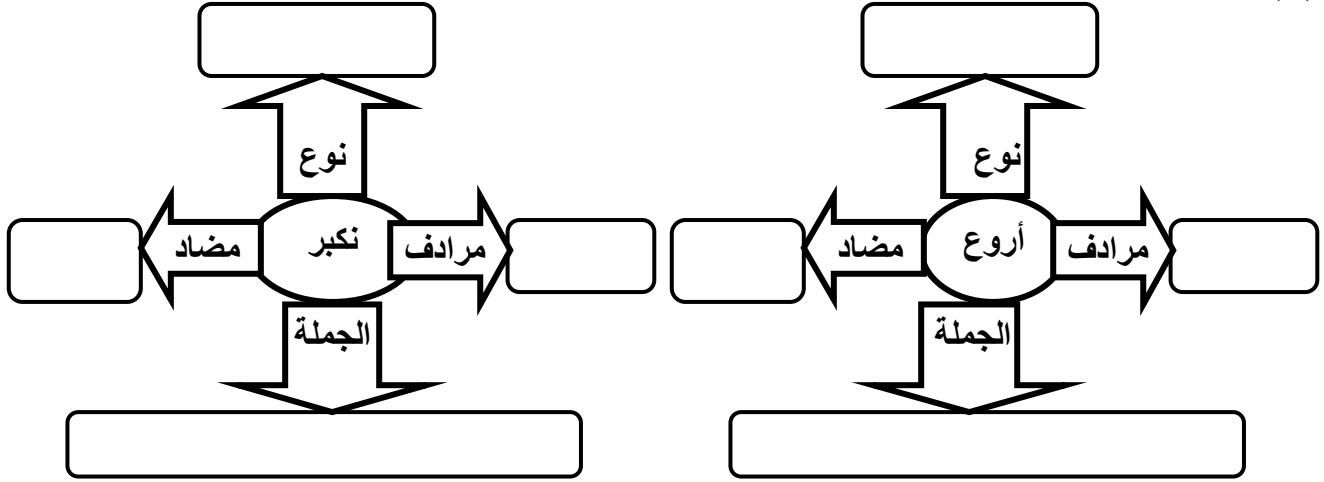 نوع
مرادف
أروع
مضاد
الجملة
نوع
مرادف
نكبر
مضاد
الجملة